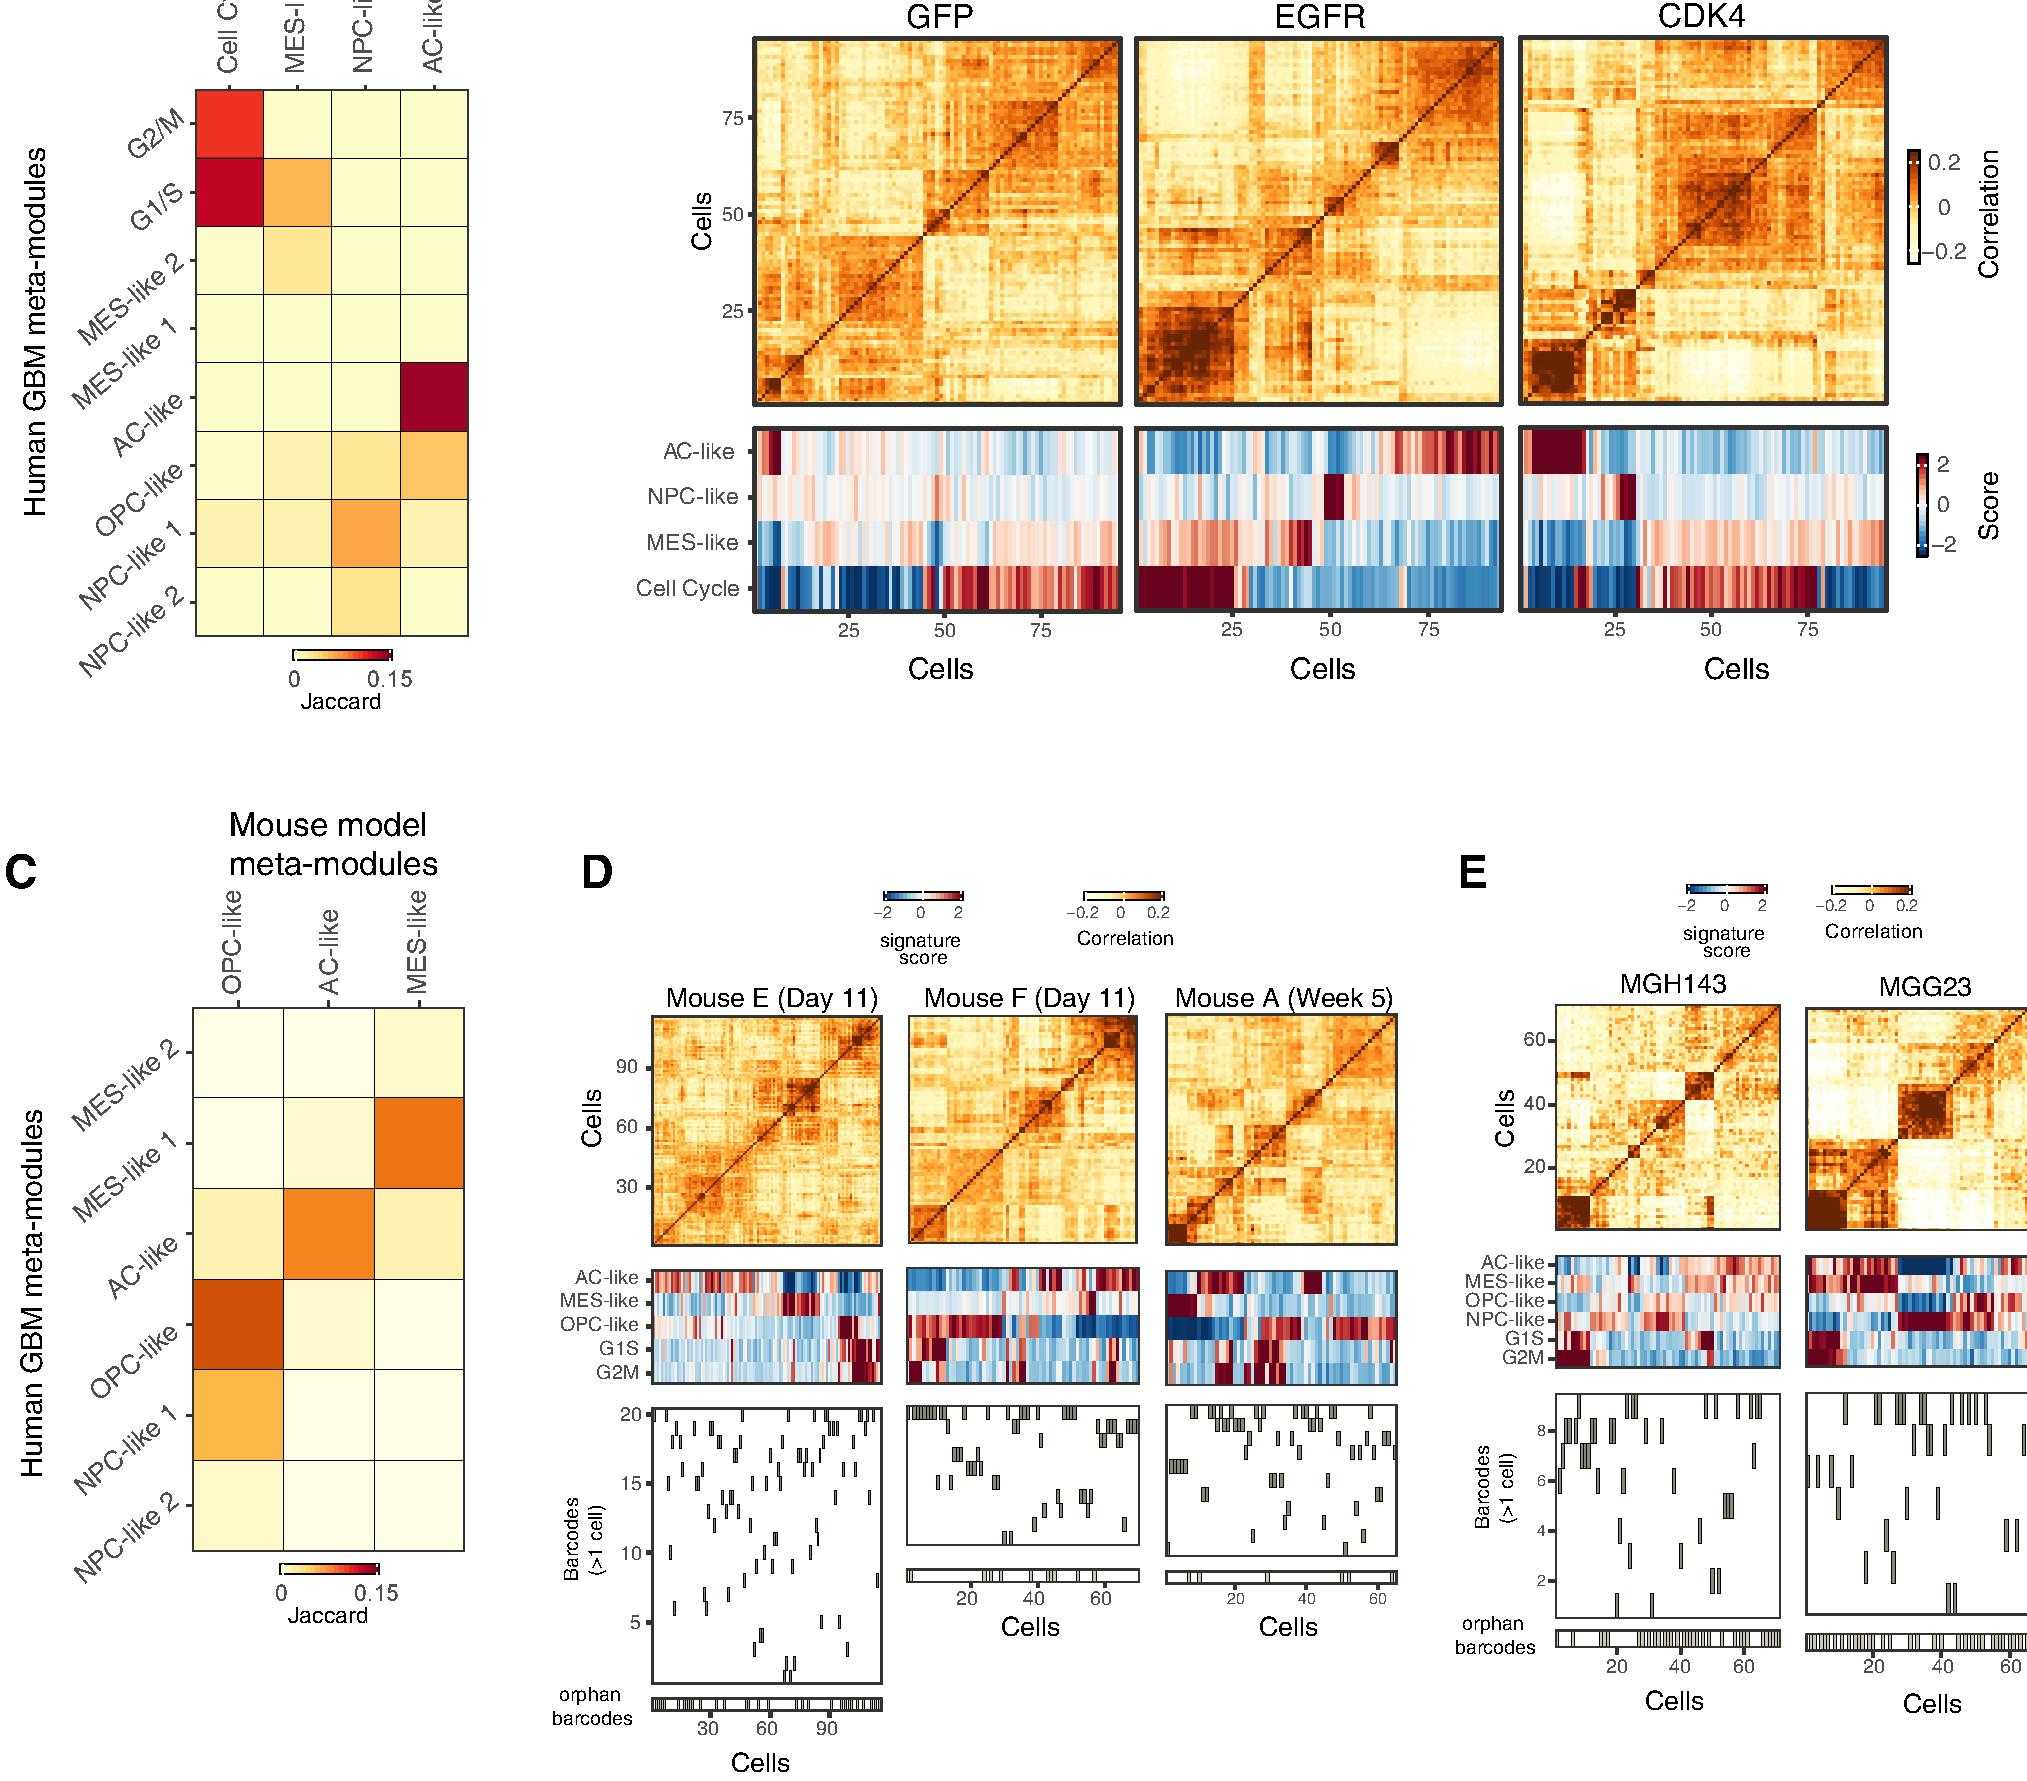 GFP
EGFR
CDK4
Cell C
MES-l
NPC-li
AC-like
Human GBM meta-modules
G2/M
G1/S
MES-like 2
MES-like 1
AC-like
OPC-like
NPC-like 1
NPC-like 2
0
0.15
Jaccard
Cells
75
50
25
0.2
0
−0.2
Correlation
AC-like
NPC-like
MES-like
Cell Cycle
2
0
−2
Score
25
50
75
25
50
75
25
50
75
Cells
Cells
Cells
C
Mouse model
meta-modules
OPC-like
AC-like
MES-like
Human GBM meta-modules
MES-like 2
MES-like 1
AC-like
OPC-like
NPC-like 1
NPC-like 2
0
0.15
Jaccard
D
−2
0
2
signature
score
−0.2
0
0.2
Correlation
Mouse E (Day 11)
Mouse F (Day 11)
Mouse A (Week 5)
Cells
90
60
30
AC-like
MES-like
OPC-like
G1S
G2M
Barcodes
(>1 cell)
20
15
10
5
orphan
barcodes
30
60
90
Cells
20
40
60
Cells
20
40
60
Cells
E
−2
0
2
signature
score
−0.2
0
0.2
Correlation
MGH143
MGG23
Cells
60
40
20
AC-like
MES-like
OPC-like
NPC-like
G1S
G2M
Barcodes
(>1 cell)
8
6
4
2
orphan
barcodes
20
40
60
Cells
20
40
60
Cells